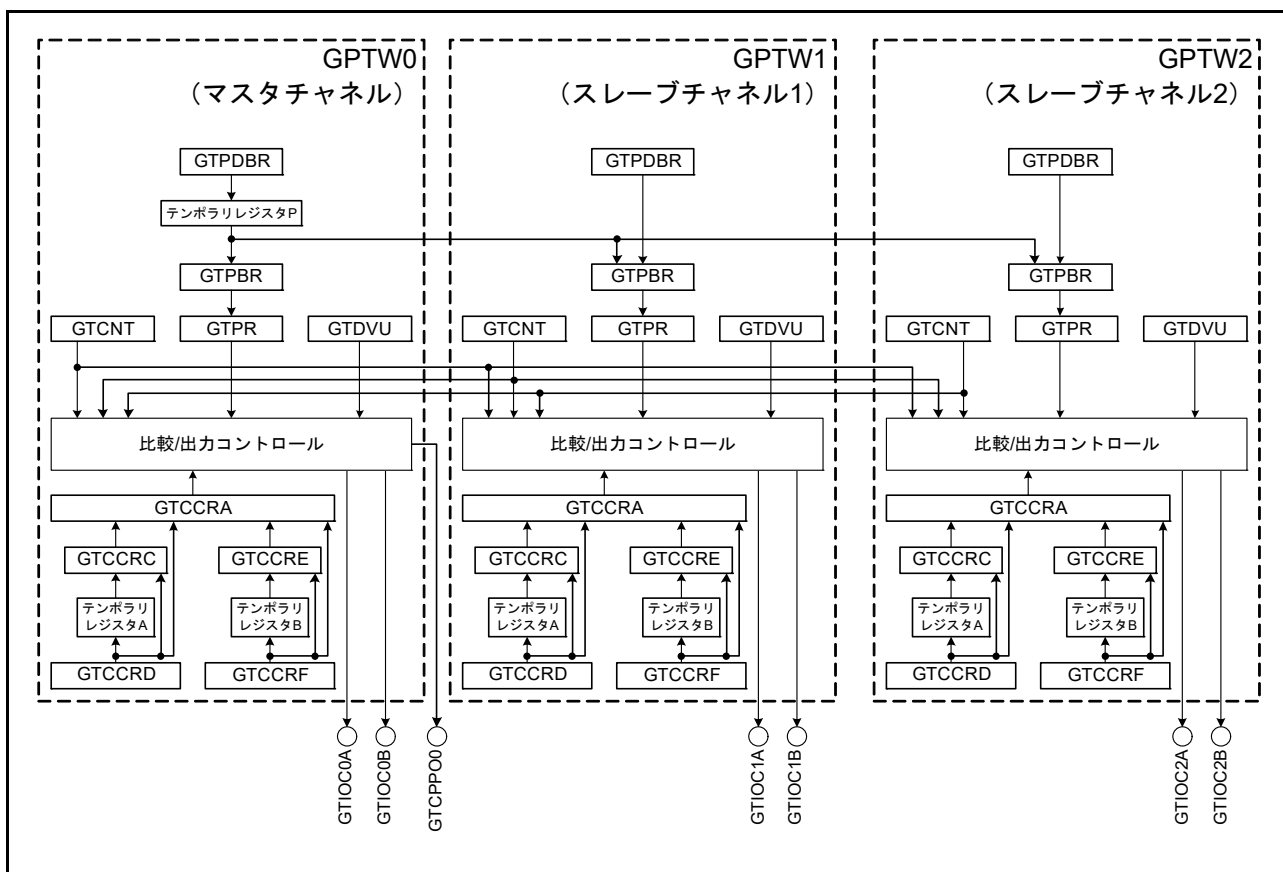 GPTW0
（マスタチャネル）
GTPDBR
テンポラリレジスタP
GTPBR
GTCNT
GTPR
GTDVU
比較/出力コントロール
GTCCRA
GTCCRC
GTCCRE
テンポラリ
レジスタA
テンポラリ
レジスタB
GTCCRD
GTCCRF
GTIOC0A
GTIOC0B
GTCPPO0
GPTW1
（スレーブチャネル1）
GTPDBR
GTPBR
GTCNT
GTPR
GTDVU
比較/出力コントロール
GTCCRA
GTCCRC
GTCCRE
テンポラリ
レジスタA
テンポラリ
レジスタB
GTCCRD
GTCCRF
GTIOC1A
GTIOC1B
GPTW2
（スレーブチャネル2）
GTPDBR
GTPBR
GTCNT
GTPR
GTDVU
比較/出力コントロール
GTCCRA
GTCCRC
GTCCRE
テンポラリ
レジスタA
テンポラリ
レジスタB
GTCCRD
GTCCRF
GTIOC2A
GTIOC2B